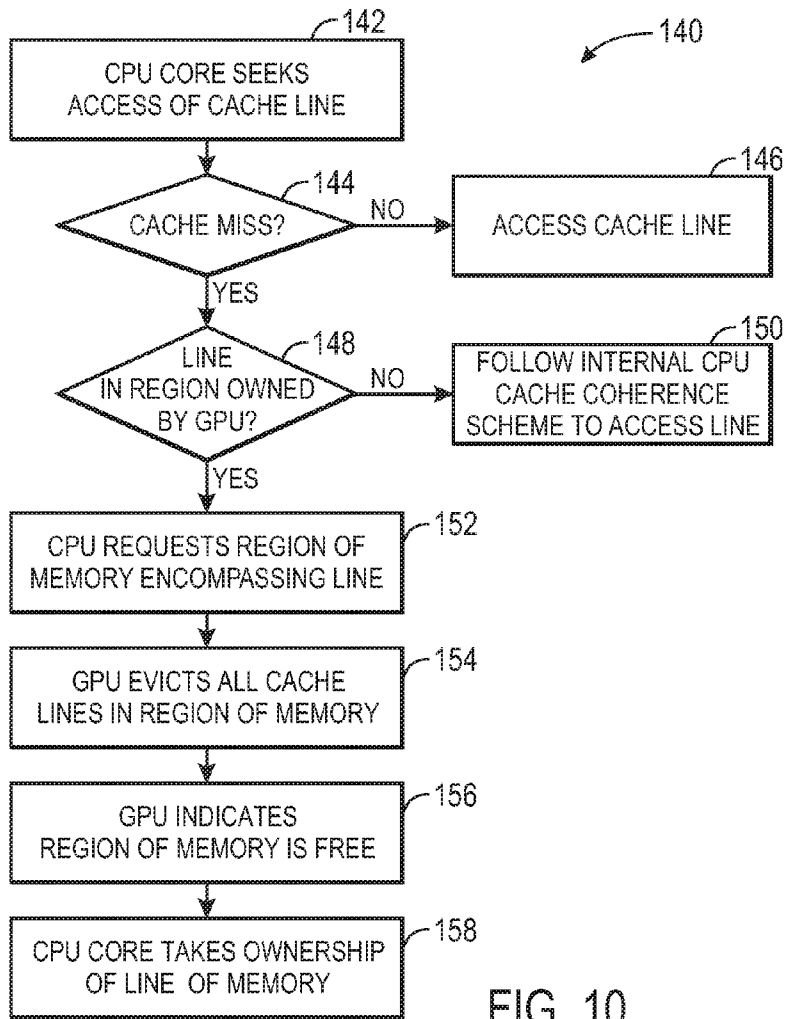 142
140
CPU CORE SEEKS
ACCESS OF CACHE LINE
144
146
CACHE MISS?
NO
ACCESS CACHE LINE
YES
148
150
LINE
IN REGION OWNED
BY GPU?
NO
FOLLOW INTERNAL CPU
CACHE COHERENCE
SCHEME TO ACCESS LINE
YES
152
CPU REQUESTS REGION OF
MEMORY ENCOMPASSING LINE
154
GPU EVICTS ALL CACHE
LINES IN REGION OF MEMORY
156
GPU INDICATES
REGION OF MEMORY IS FREE
158
CPU CORE TAKES OWNERSHIP
OF LINE OF MEMORY
FIG. 10